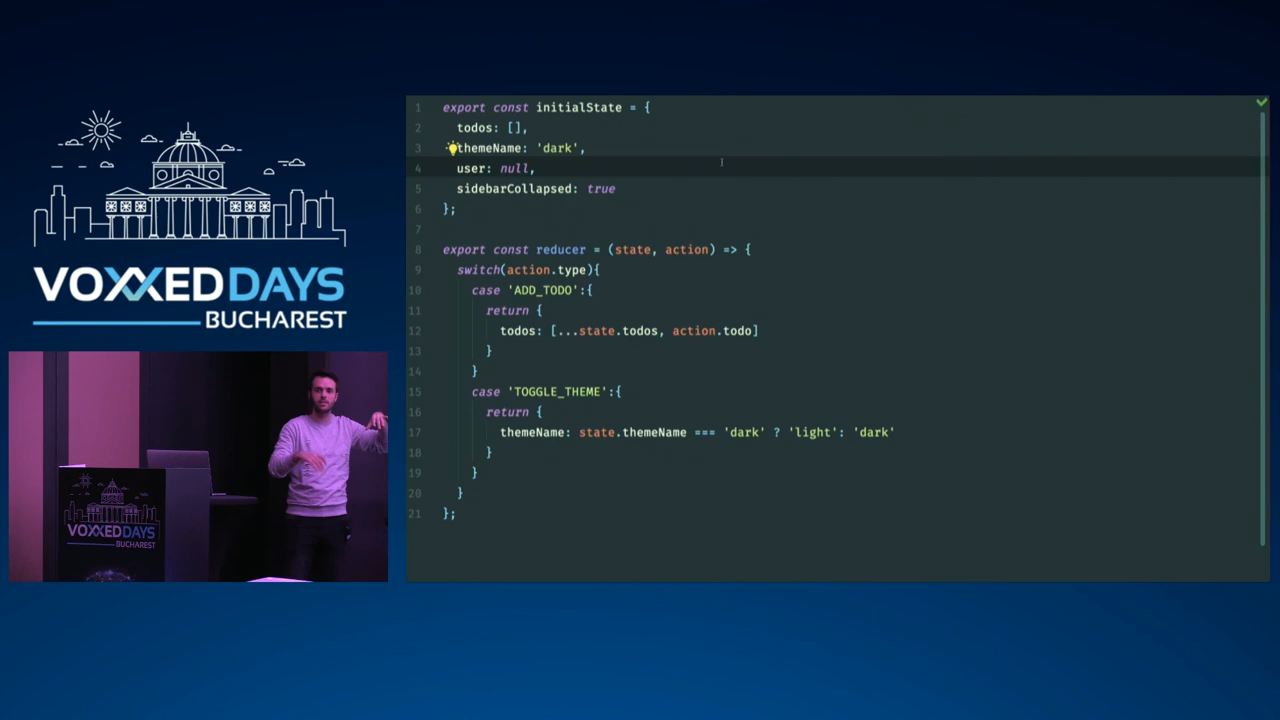 VOXXEDDAYS
BUCHAREST
VOXXEDDAYS
BUCHAREST
1 export const initialState = {
2 todos: [],
3 themeName: 'dark',
4 user: null,
5 sidebarCollapsed: true
6 };
7
8 export const reducer = (state, action) => {
9 switch(action.type){
10 case 'ADD_TODO':{
11 return {
12 todos: [...state.todos, action.todo]
13 }
14 }
15 case 'TOGGLE_THEME':{
16 return {
17 themeName: state.themeName === 'dark' ? 'light': 'dark'
18 }
19 }
20 }
21 };